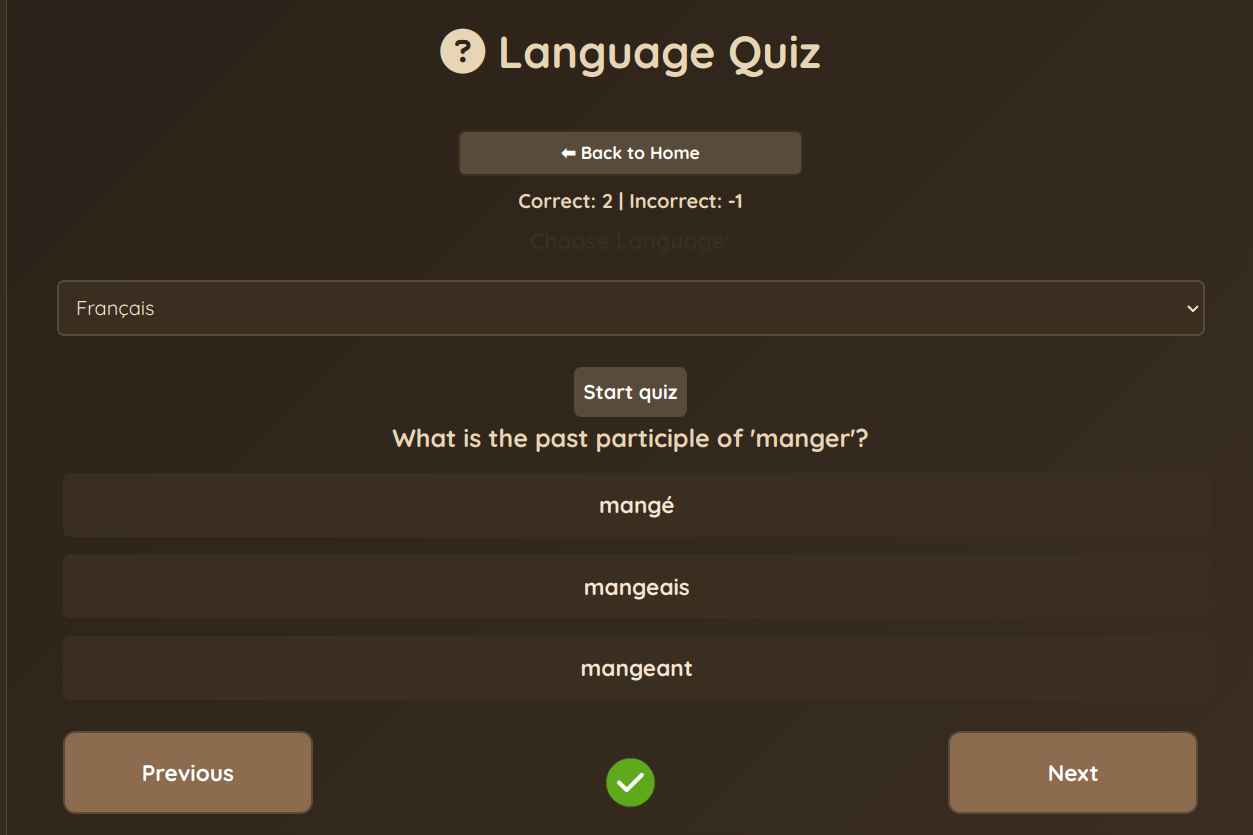 ? Language Quiz
⬅ Back to Home
Correct: 2 | Incorrect: -1
Choose Language:
Français
Start quiz
What is the past participle of 'manger'?
mangé
mangeais
mangeant
Previous
Next